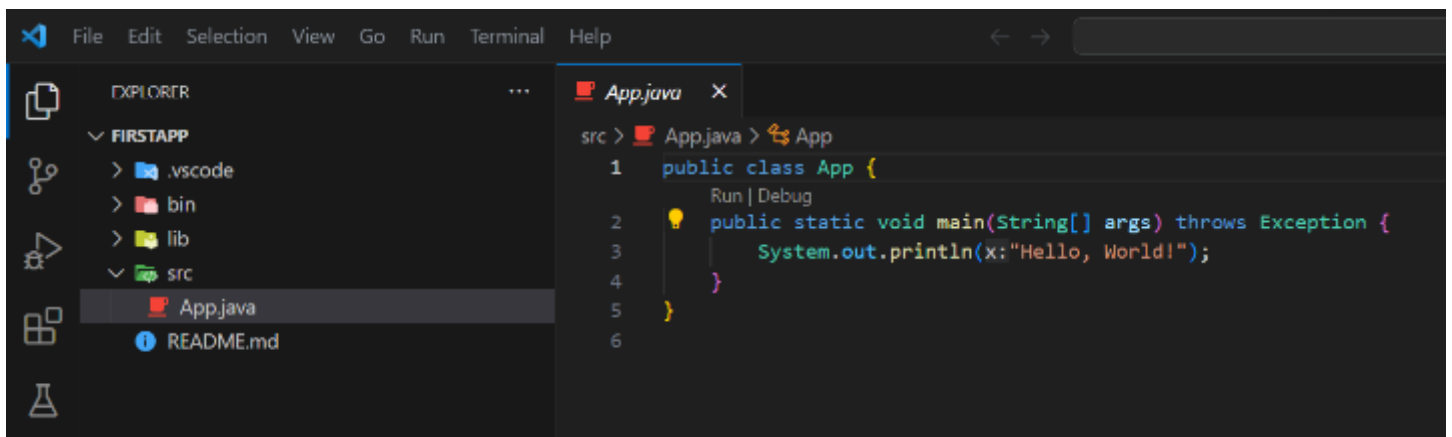 File Edit Selection View Go Run Terminal Help
EXPLORER ...
FIRSTAPP
.vscode
bin
lib
src
App.java
README.md
App.java
src > App.java > App
1 public class App {
Run | Debug
2 public static void main(String[] args) throws Exception {
3 System.out.println(x:"Hello, World!");
4 }
5 }
6